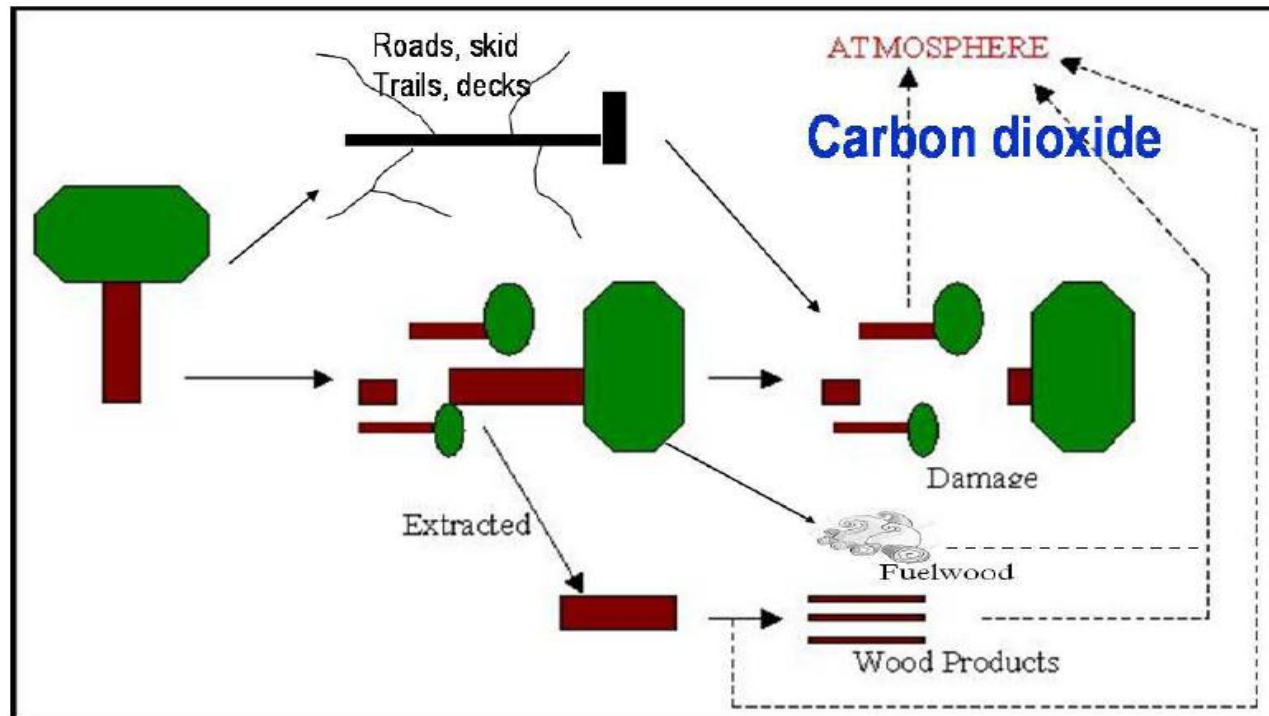 Roads, skid
Trails, decks
ATMOSPHERE
Carbon dioxide
Damage
Extracted
Fuelwood
Wood Products